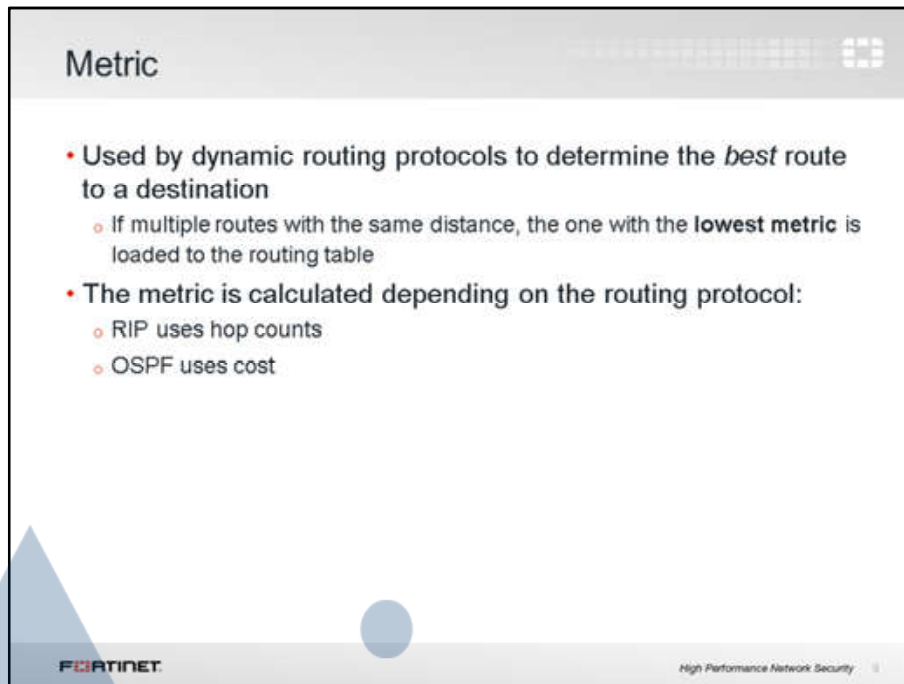 Metric
• Used by dynamic routing protocols to determine the best route
to a destination
o If multiple routes with the same distance, the one with the lowest metric is
loaded to the routing table
• The metric is calculated depending on the routing protocol:
o RIP uses hop counts
o OSPF uses cost
FORTINET
High Performance Network Security